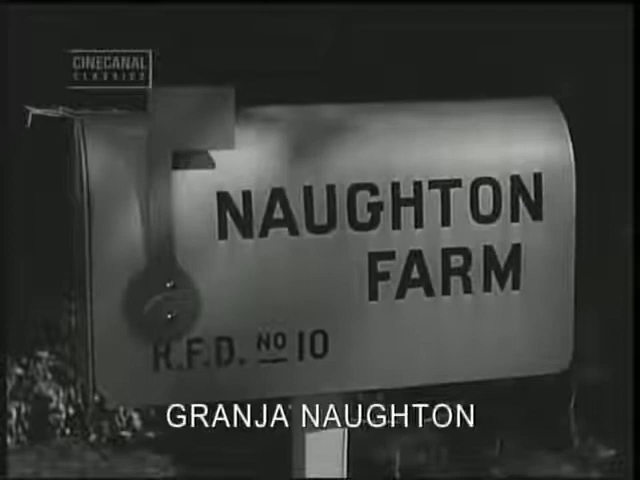 CINECANAL
CLASSICS
NAUGHTON
FARM
R.F.D. NO 10
GRANJA NAUGHTON